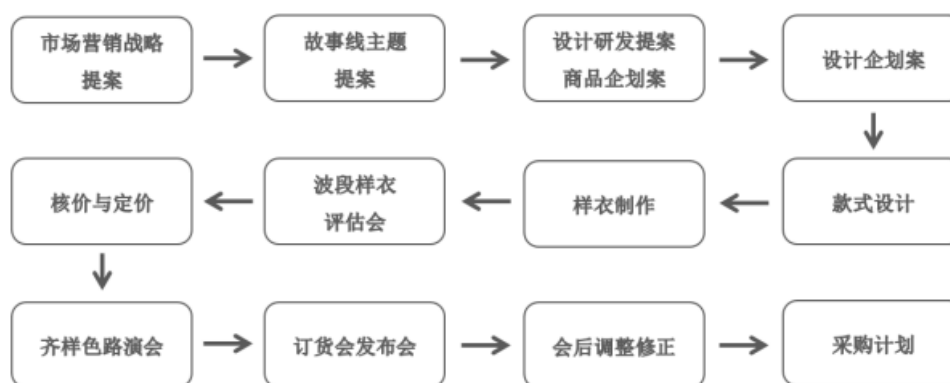 市场营销战略
提案
故事线主题
提案
设计研发提案
商品企划案
设计企划案
款式设计
样衣制作
波段样衣
评估会
核价与定价
齐样色路演会
订货会发布会
会后调整修正
采购计划